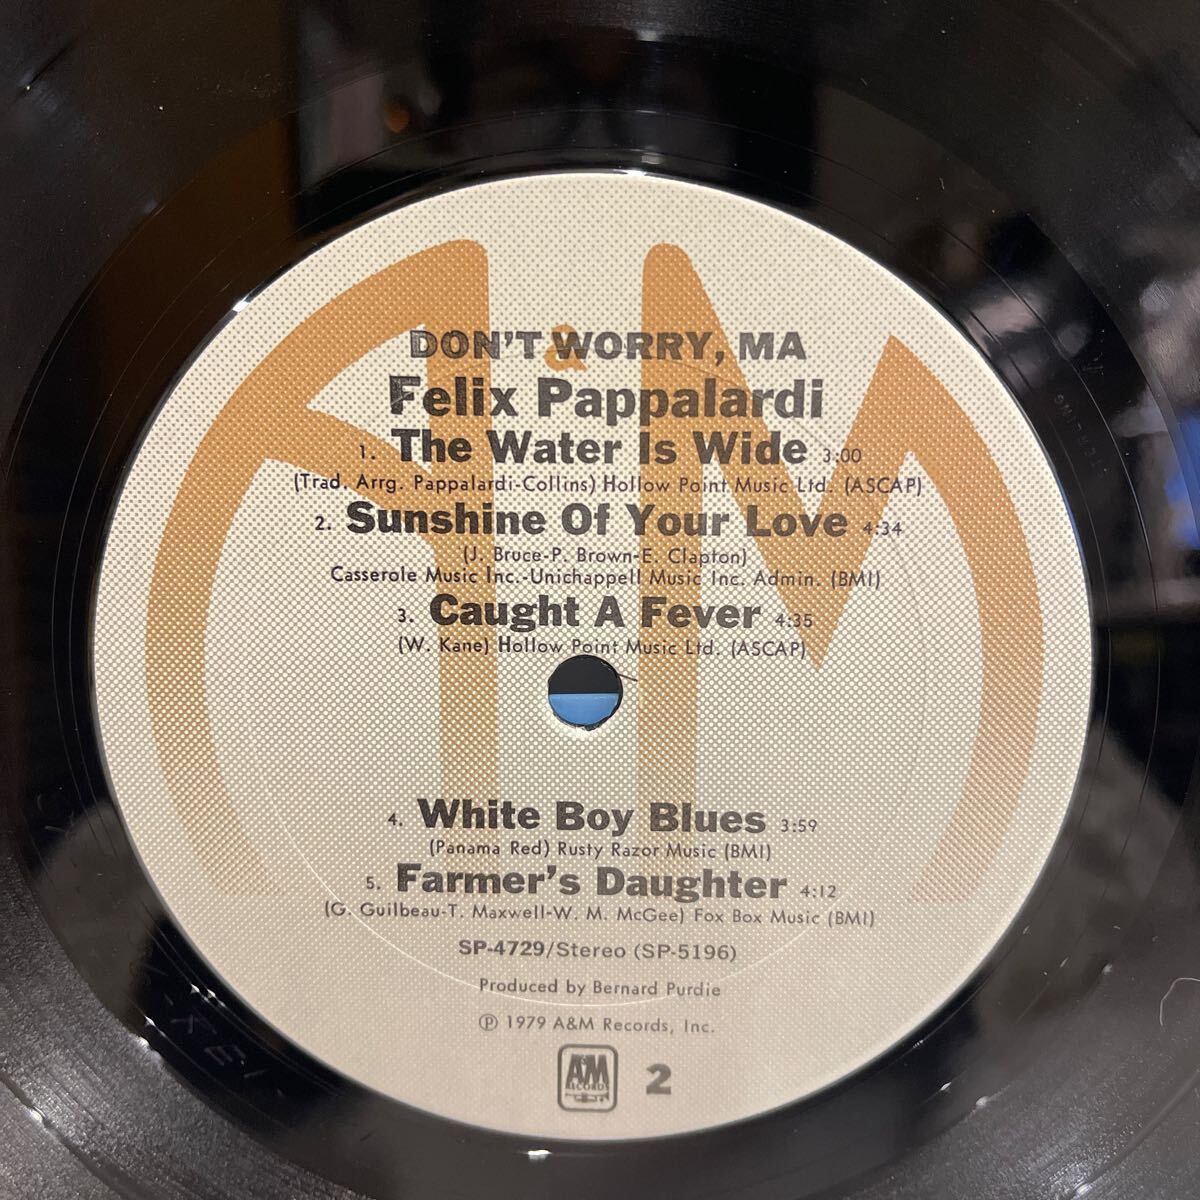 DON'T WORRY, MA
Felix Pappalardi
1. The Water Is Wide 3:00
(Trad. Arrg. Pappalardi-Collins) Hollow Point Music Ltd. (ASCAP)
2. Sunshine Of Your Love 4:34
(J. Bruce-P. Brown-E. Clapton)
Casserole Music Inc.-Unichappell Music Inc. Admin. (BMI)
3. Caught A Fever 4:35
(W. Kane) Hollow Point Music Ltd. (ASCAP)
4. White Boy Blues 3:59
(Panama Red) Rusty Razor Music (BMI)
5. Farmer's Daughter 4:12
(G. Guilbeau-T. Maxwell-W. M. McGee) Fox Box Music (BMI)
SP-4729/Stereo (SP-5196)
Produced by Bernard Purdie
℗ 1979 A&M Records, Inc.
A&M
RECORDS
2
A&M